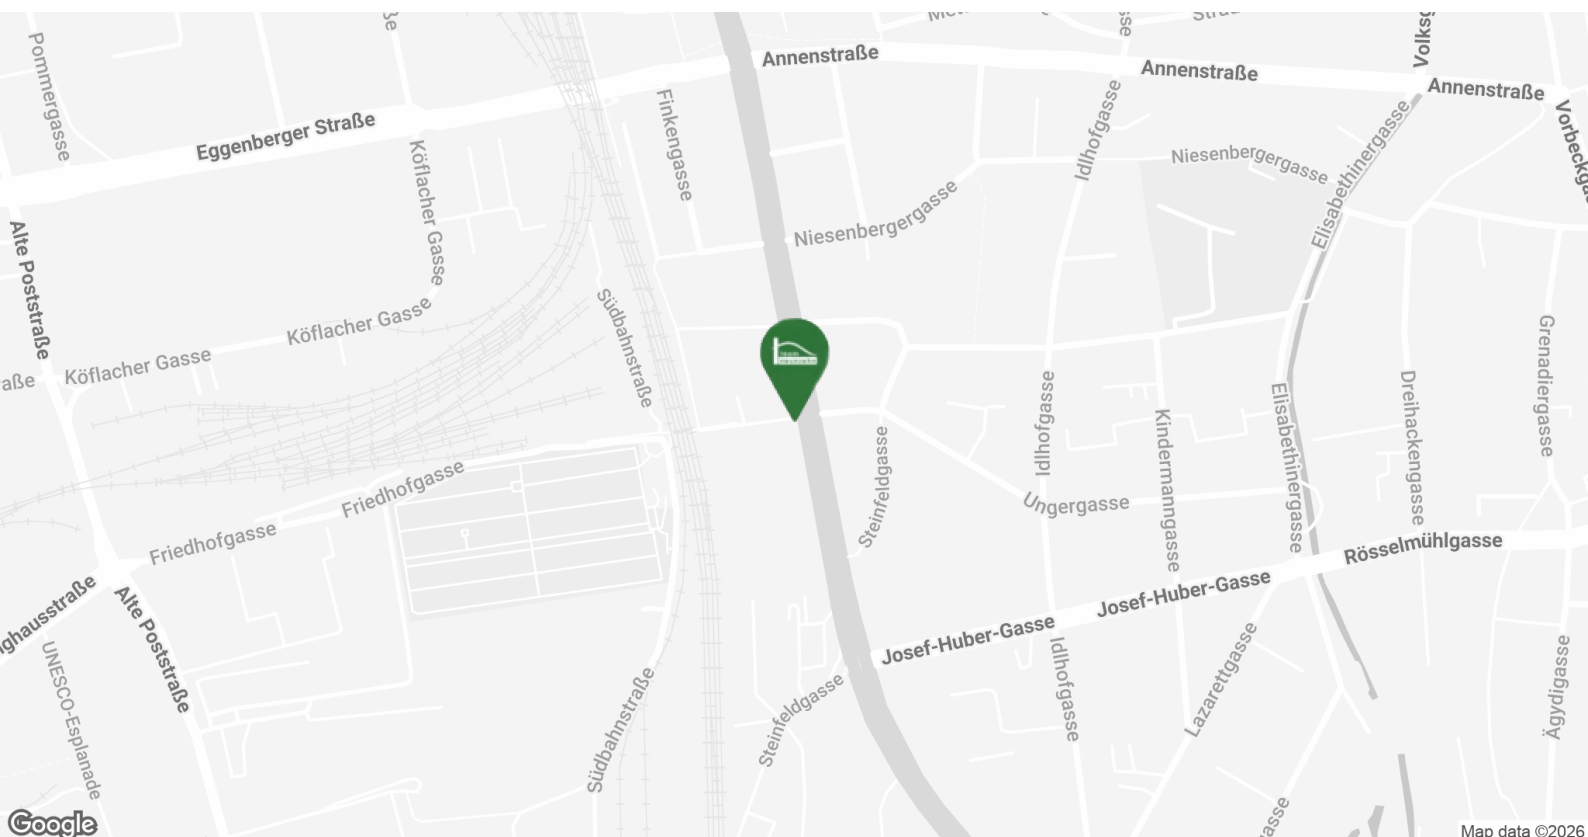 Annenstraße
Annenstraße
Annenstraße
Pommergasse
Eggenberger Straße
Finkengasse
Idlhofgasse
Niesenbergergasse
Elisabethinergasse
Köflacher Gasse
Niesenbergergasse
Alte Poststraße
Köflacher Gasse
Köflacher Gasse
Südbahnstraße
Grenadiergasse
Idlhofgasse
Kindermanngasse
Elisabethinergasse
Dreihackengasse
Steinfeldgasse
Friedhofgasse
Friedhofgasse
Ungergasse
Rösselmühlgasse
Josef-Huber-Gasse
Josef-Huber-Gasse
Alte Poststraße
UNESCO-Esplanade
Südbahnstraße
Steinfeldgasse
Idlhofgasse
Lazarettgasse
Ägydigasse
Google
Map data ©2026